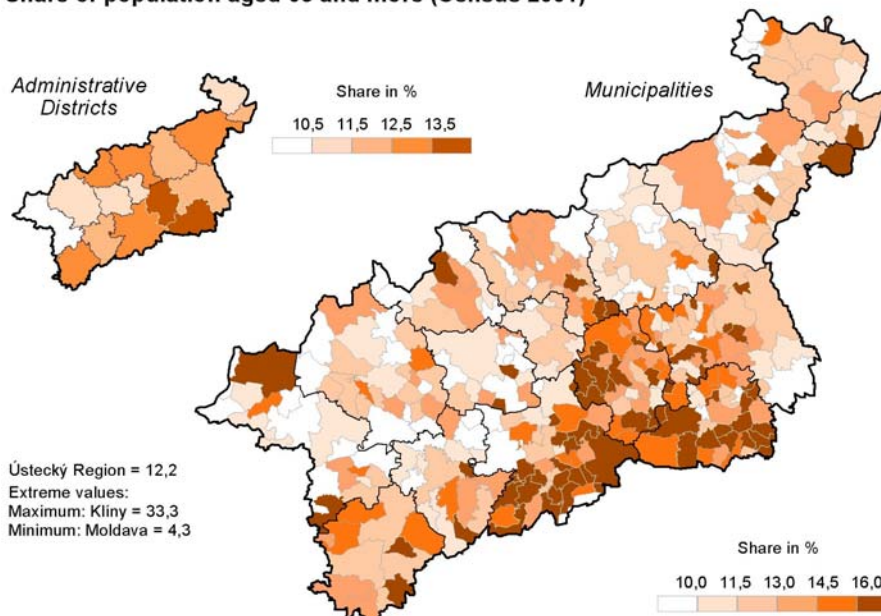 Share of population aged 65 and more (Census 2001)
Administrative
Districts
Share in %
10,5 11,5 12,5 13,5
Municipalities
Ústecký Region = 12,2
Extreme values:
Maximum: Kliny = 33,3
Minimum: Moldava = 4,3
Share in %
10,0 11,5 13,0 14,5 16,0